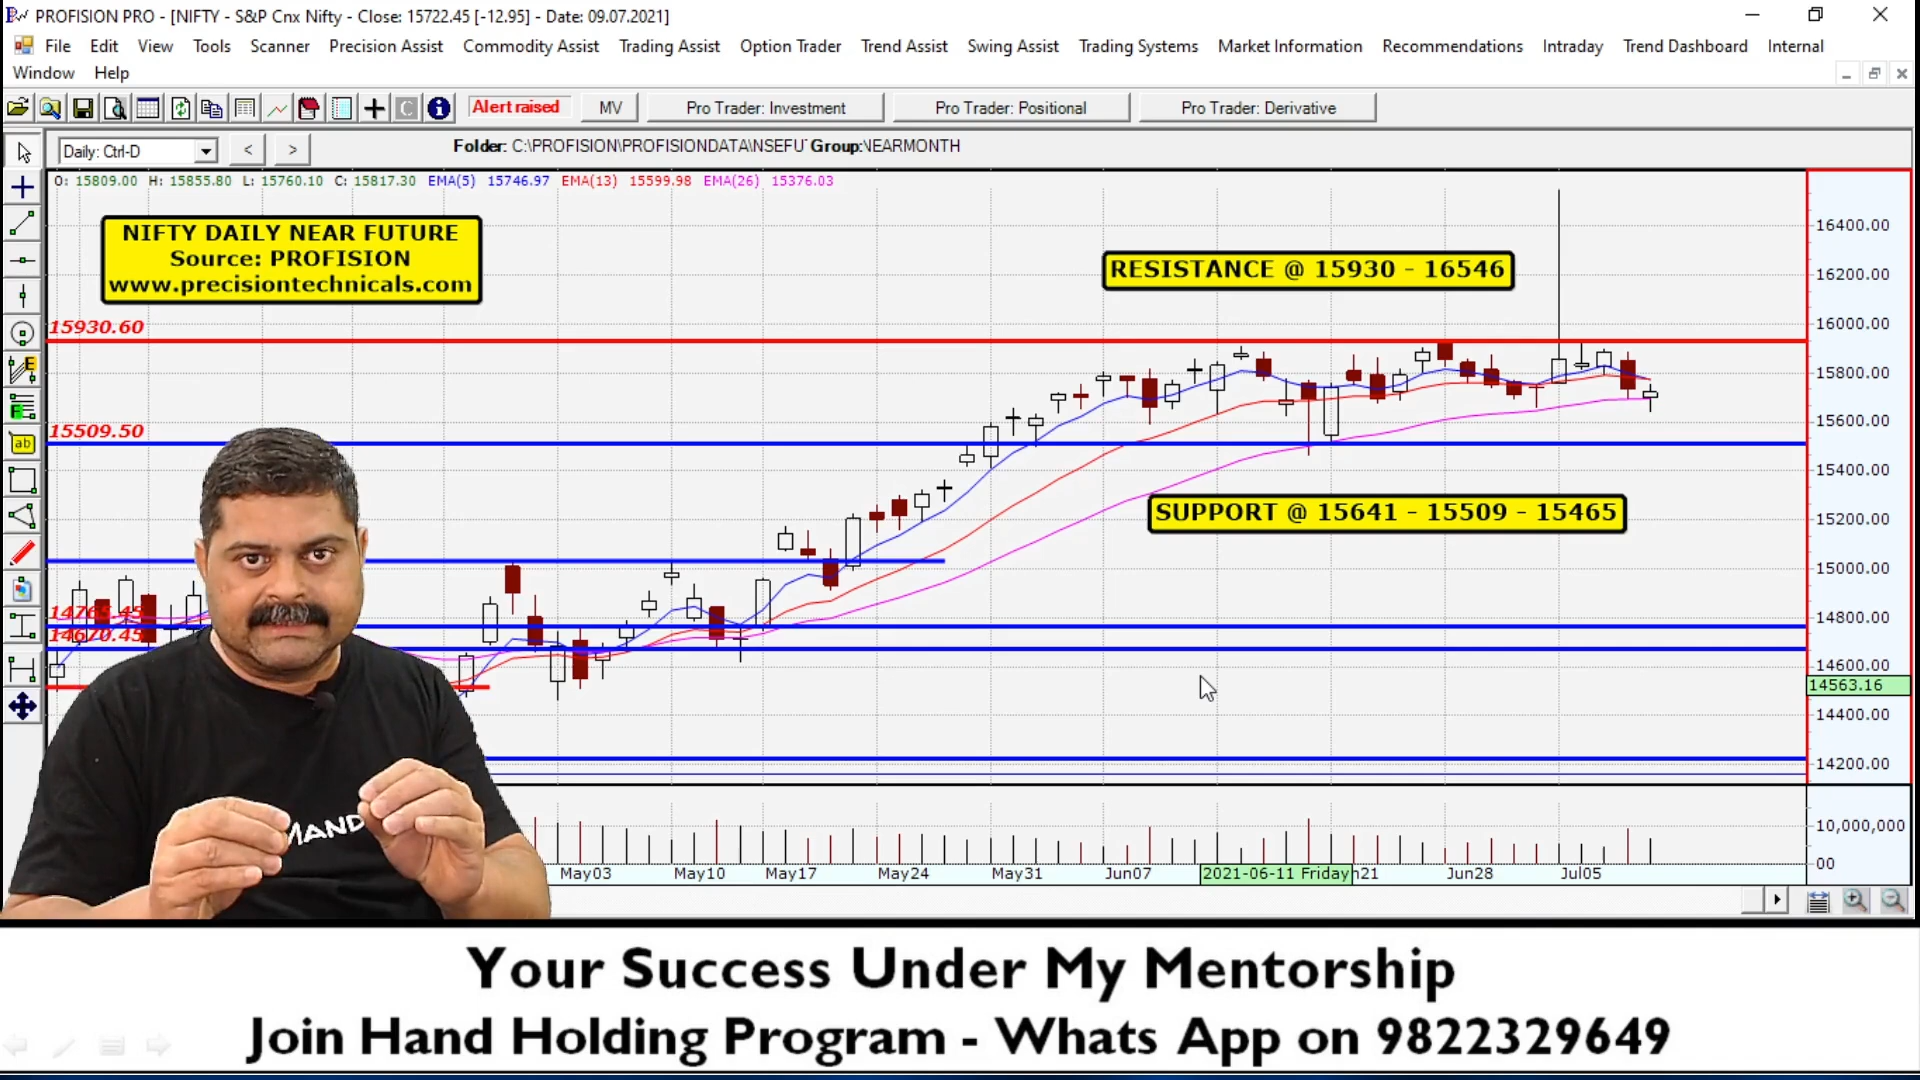 PROFISION PRO - [NIFTY - S&P Cnx Nifty - Close: 15722.45 [-12.95] - Date: 09.07.2021]
File Edit View Tools Scanner Precision Assist Commodity Assist Trading Assist Option Trader Trend Assist Swing Assist Trading Systems Market Information Recommendations Intraday Trend Dashboard Internal
Window Help
Alert raised MV Pro Trader: Investment Pro Trader: Positional Pro Trader: Derivative
Daily: Ctrl-D < > Folder: C:\PROFISION\PROFISIONDATA\NSEFU Group: NEARMONTH
O: 15809.00 H: 15855.80 L: 15760.10 C: 15817.30 EMA(5) 15746.97 EMA(13) 15599.98 EMA(26) 15376.03
NIFTY DAILY NEAR FUTURE
Source: PROFISION
www.precisiontechnicals.com
RESISTANCE @ 15930 - 16546
16400.00
16200.00
15930.60
16000.00
15800.00
15600.00
15509.50
15400.00
SUPPORT @ 15641 - 15509 - 15465
15200.00
15000.00
14765.45
14800.00
14670.45
14600.00
14563.16
14400.00
14200.00
MAND
10,000,000
00
May03 May10 May17 May24 May31 Jun07 2021-06-11 Friday n21 Jun28 Jul05
Your Success Under My Mentorship
Join Hand Holding Program - Whats App on 9822329649